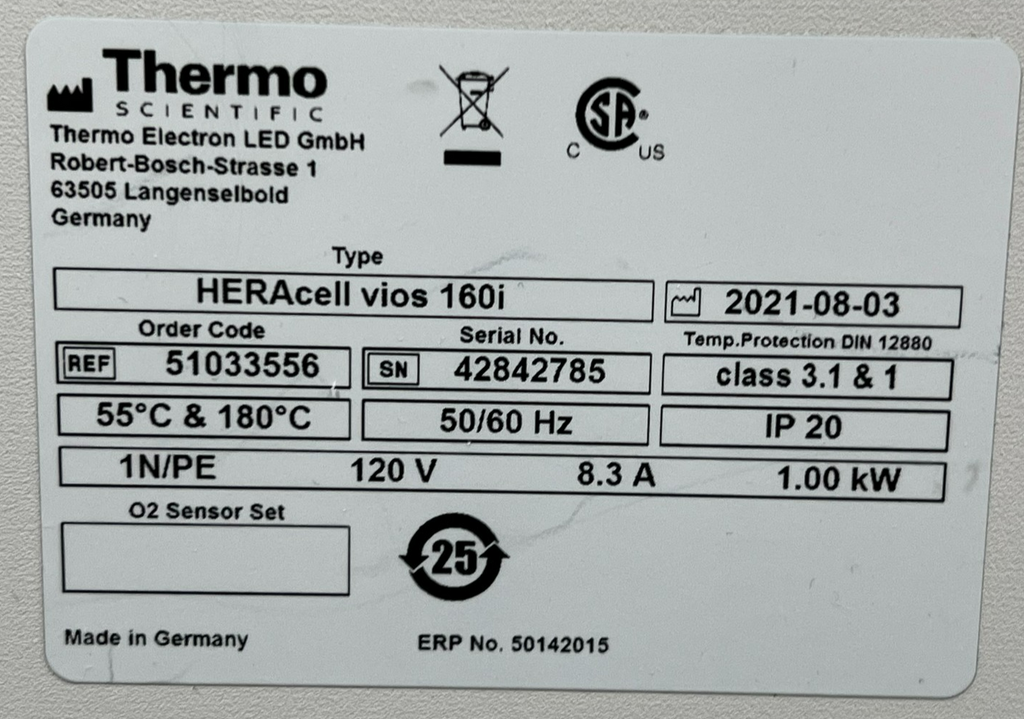 Thermo
SCIENTIFIC
Thermo Electron LED GmbH
Robert-Bosch-Strasse 1
63505 Langenselbold
Germany
C SA ® US
Type
HERAcell vios 160i
2021-08-03
Order Code
Serial No.
Temp.Protection DIN 12880
REF 51033556
SN 42842785
class 3.1 & 1
55°C & 180°C
50/60 Hz
IP 20
1N/PE 120 V 8.3 A 1.00 kW
O2 Sensor Set
25
Made in Germany
ERP No. 50142015